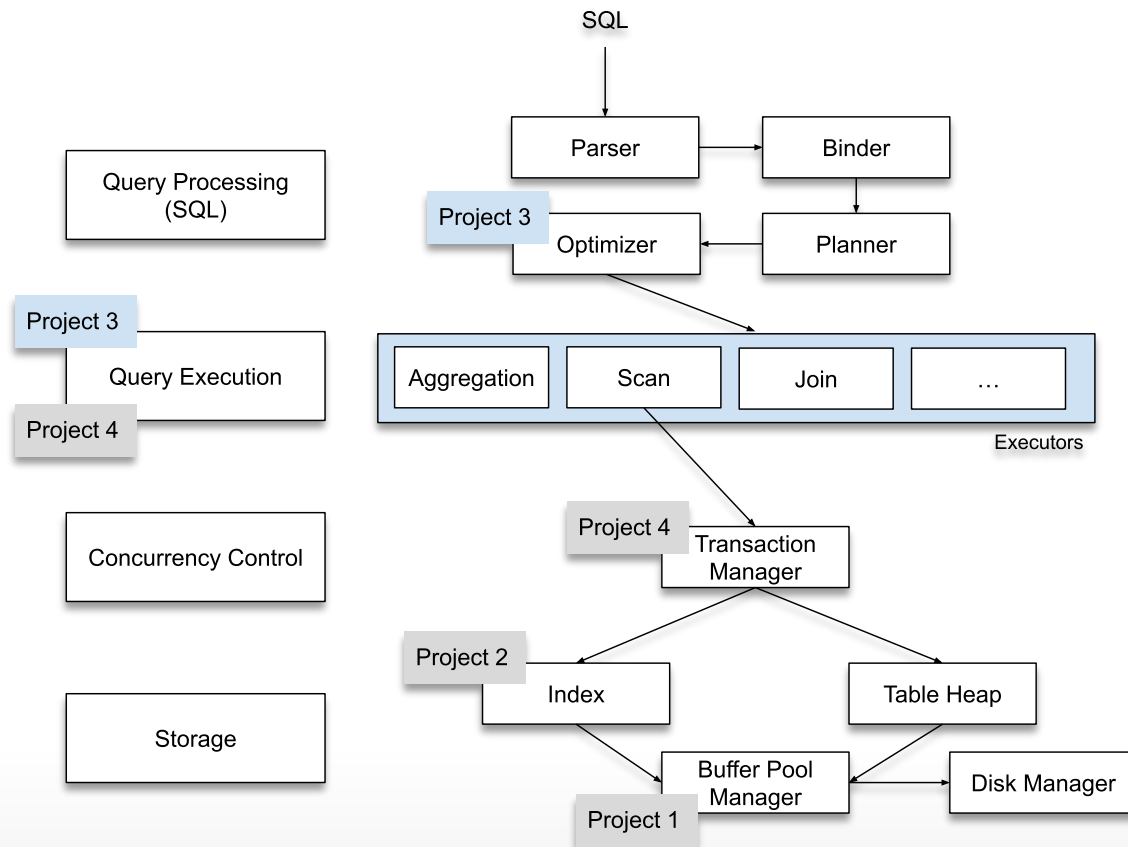 SQL
Parser
Binder
Query Processing
(SQL)
Project 3
Optimizer
Planner
Project 3
Query Execution
Project 4
Aggregation
Scan
Join
…
Executors
Concurrency Control
Project 4
Transaction
Manager
Project 2
Index
Table Heap
Storage
Buffer Pool
Manager
Disk Manager
Project 1